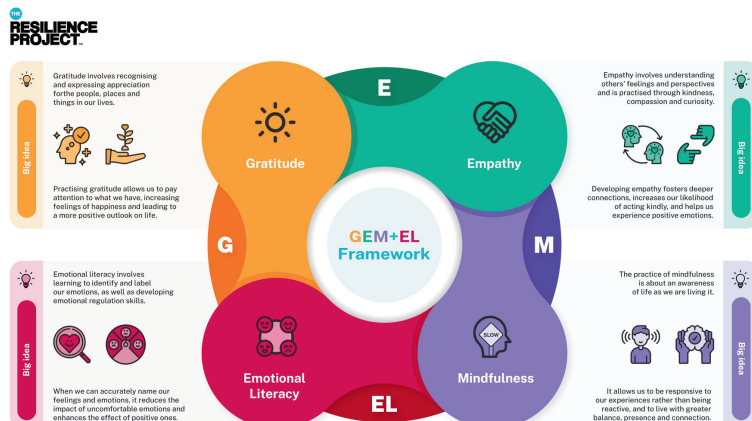 THE
RESILIENCE
PROJECT
Gratitude involves recognising
and expressing appreciation
forthe people, places and
things in our lives.
Big idea
Practising gratitude allows us to pay
attention to what we have, increasing
feelings of happiness and leading to
a more positive outlook on life.
E
Gratitude
Empathy
Empathy involves understanding
others' feelings and perspectives
and is practised through kindness,
compassion and curiosity.
Big idea
Developing empathy fosters deeper
connections, increases our likelihood
of acting kindly, and helps us
experience positive emotions.
G
GEM+EL
Framework
M
Emotional literacy involves
learning to identify and label
our emotions, as well as developing
emotional regulation skills.
Big idea
When we can accurately name our
feelings and emotions, it reduces the
impact of uncomfortable emotions and
enhances the effect of positive ones.
Emotional
Literacy
EL
SLOW
Mindfulness
The practice of mindfulness
is about an awareness
of life as we are living it.
Big idea
It allows us to be responsive to
our experiences rather than being
reactive, and to live with greater
balance, presence and connection.